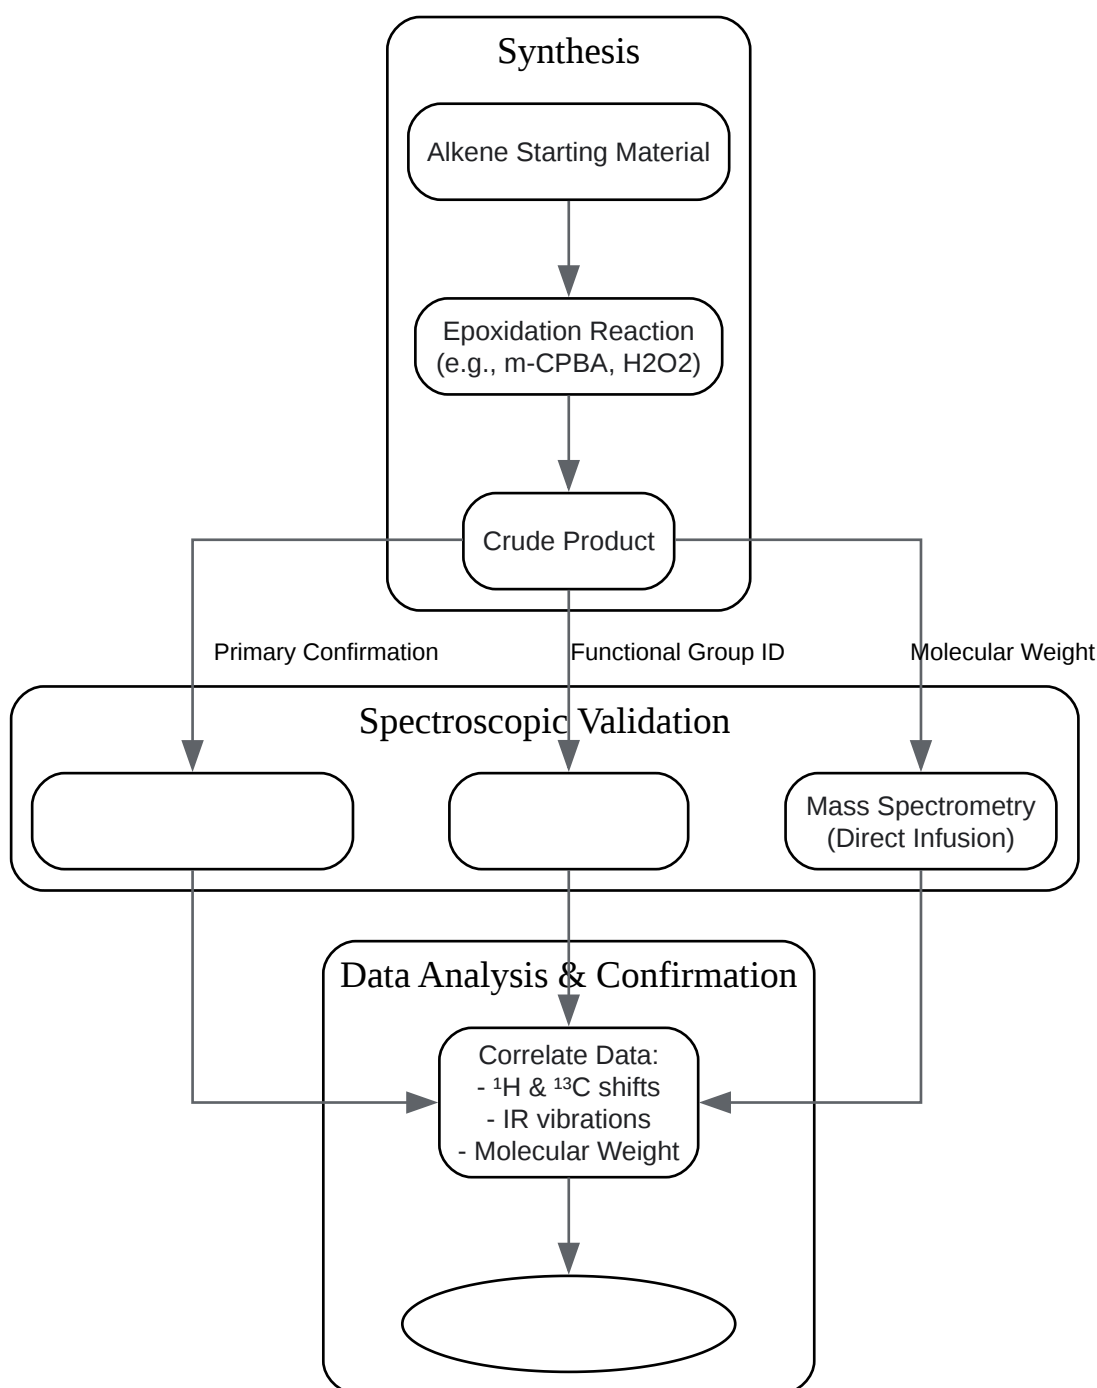 Synthesis
Alkene Starting Material
Epoxidation Reaction
(e.g., m-CPBA, H2O2)
Crude Product
Primary Confirmation
Functional Group ID
Molecular Weight
Spectroscopic Validation
Mass Spectrometry
(Direct Infusion)
Data Analysis & Confirmation
Correlate Data:
- ¹H & ¹³C shifts
- IR vibrations
- Molecular Weight